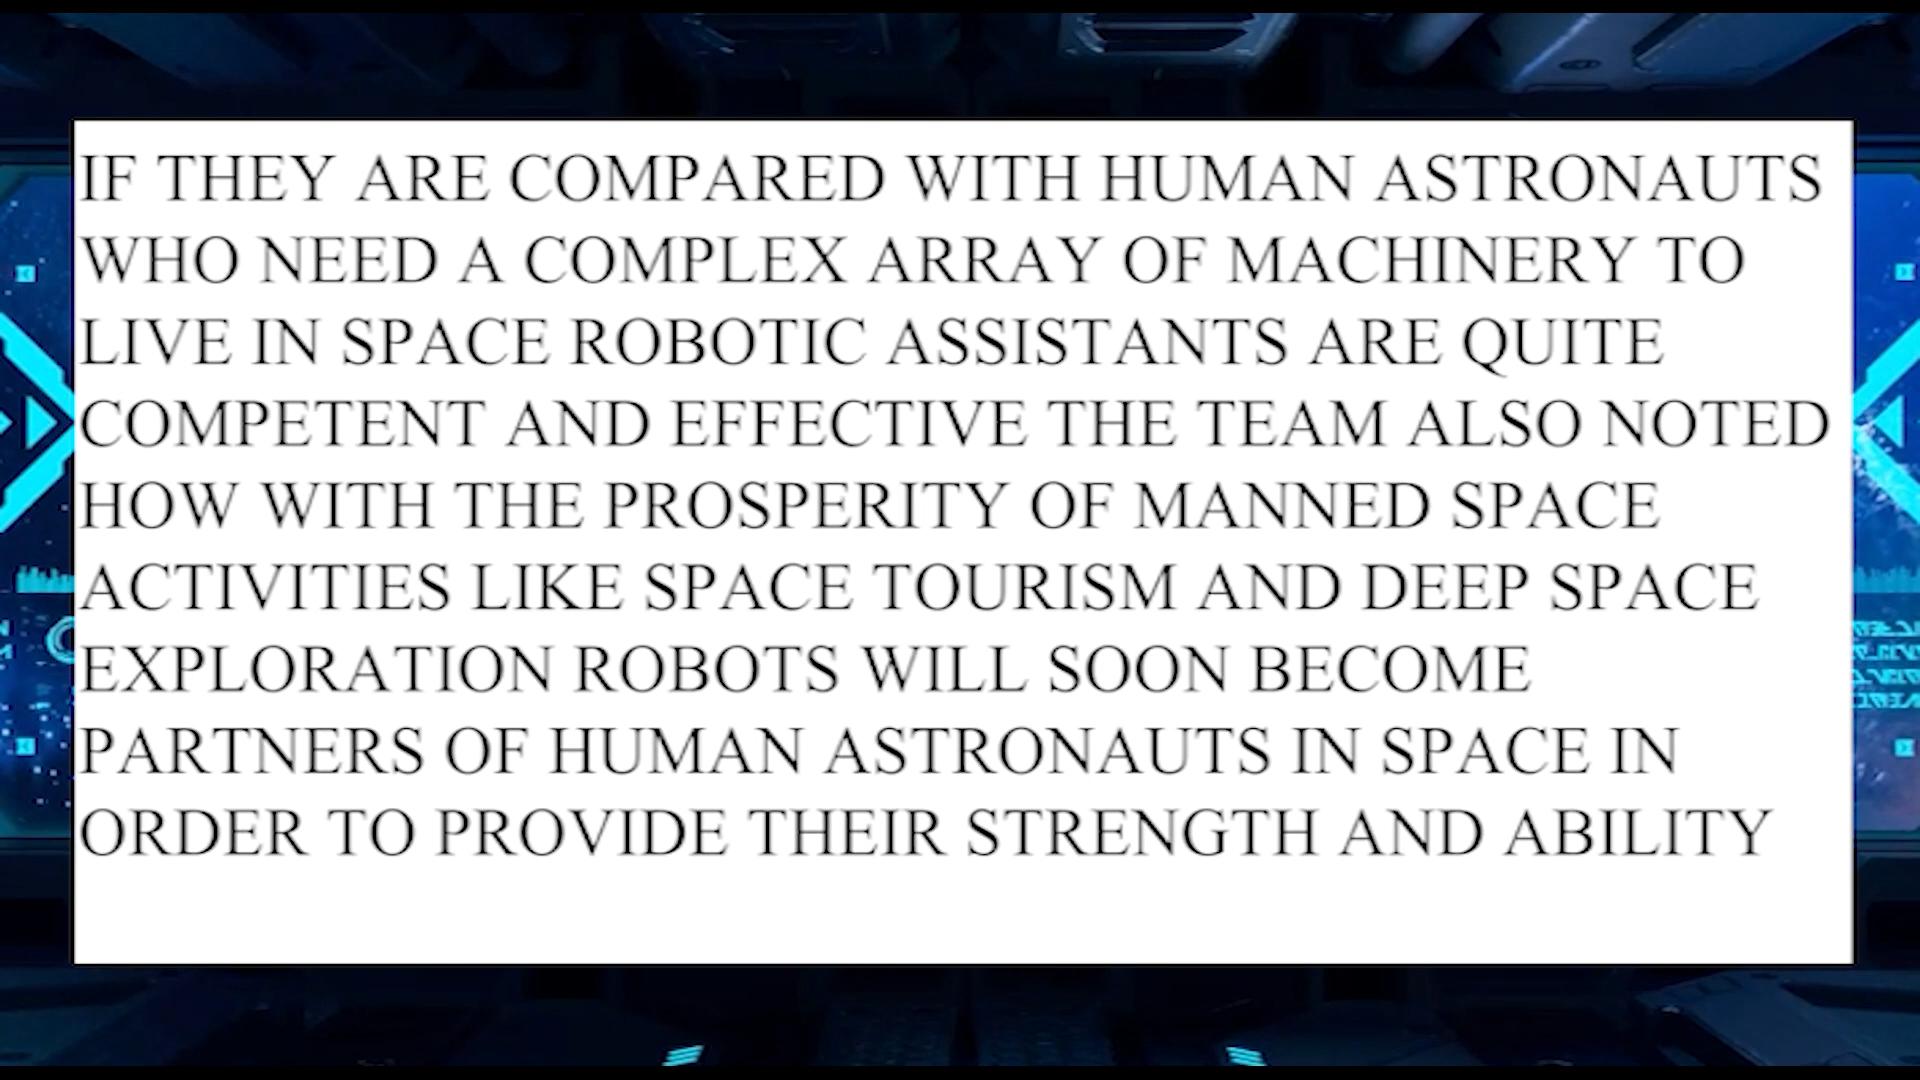 IF THEY ARE COMPARED WITH HUMAN ASTRONAUTS
WHO NEED A COMPLEX ARRAY OF MACHINERY TO
LIVE IN SPACE ROBOTIC ASSISTANTS ARE QUITE
COMPETENT AND EFFECTIVE THE TEAM ALSO NOTED
HOW WITH THE PROSPERITY OF MANNED SPACE
ACTIVITIES LIKE SPACE TOURISM AND DEEP SPACE
EXPLORATION ROBOTS WILL SOON BECOME
PARTNERS OF HUMAN ASTRONAUTS IN SPACE IN
ORDER TO PROVIDE THEIR STRENGTH AND ABILITY